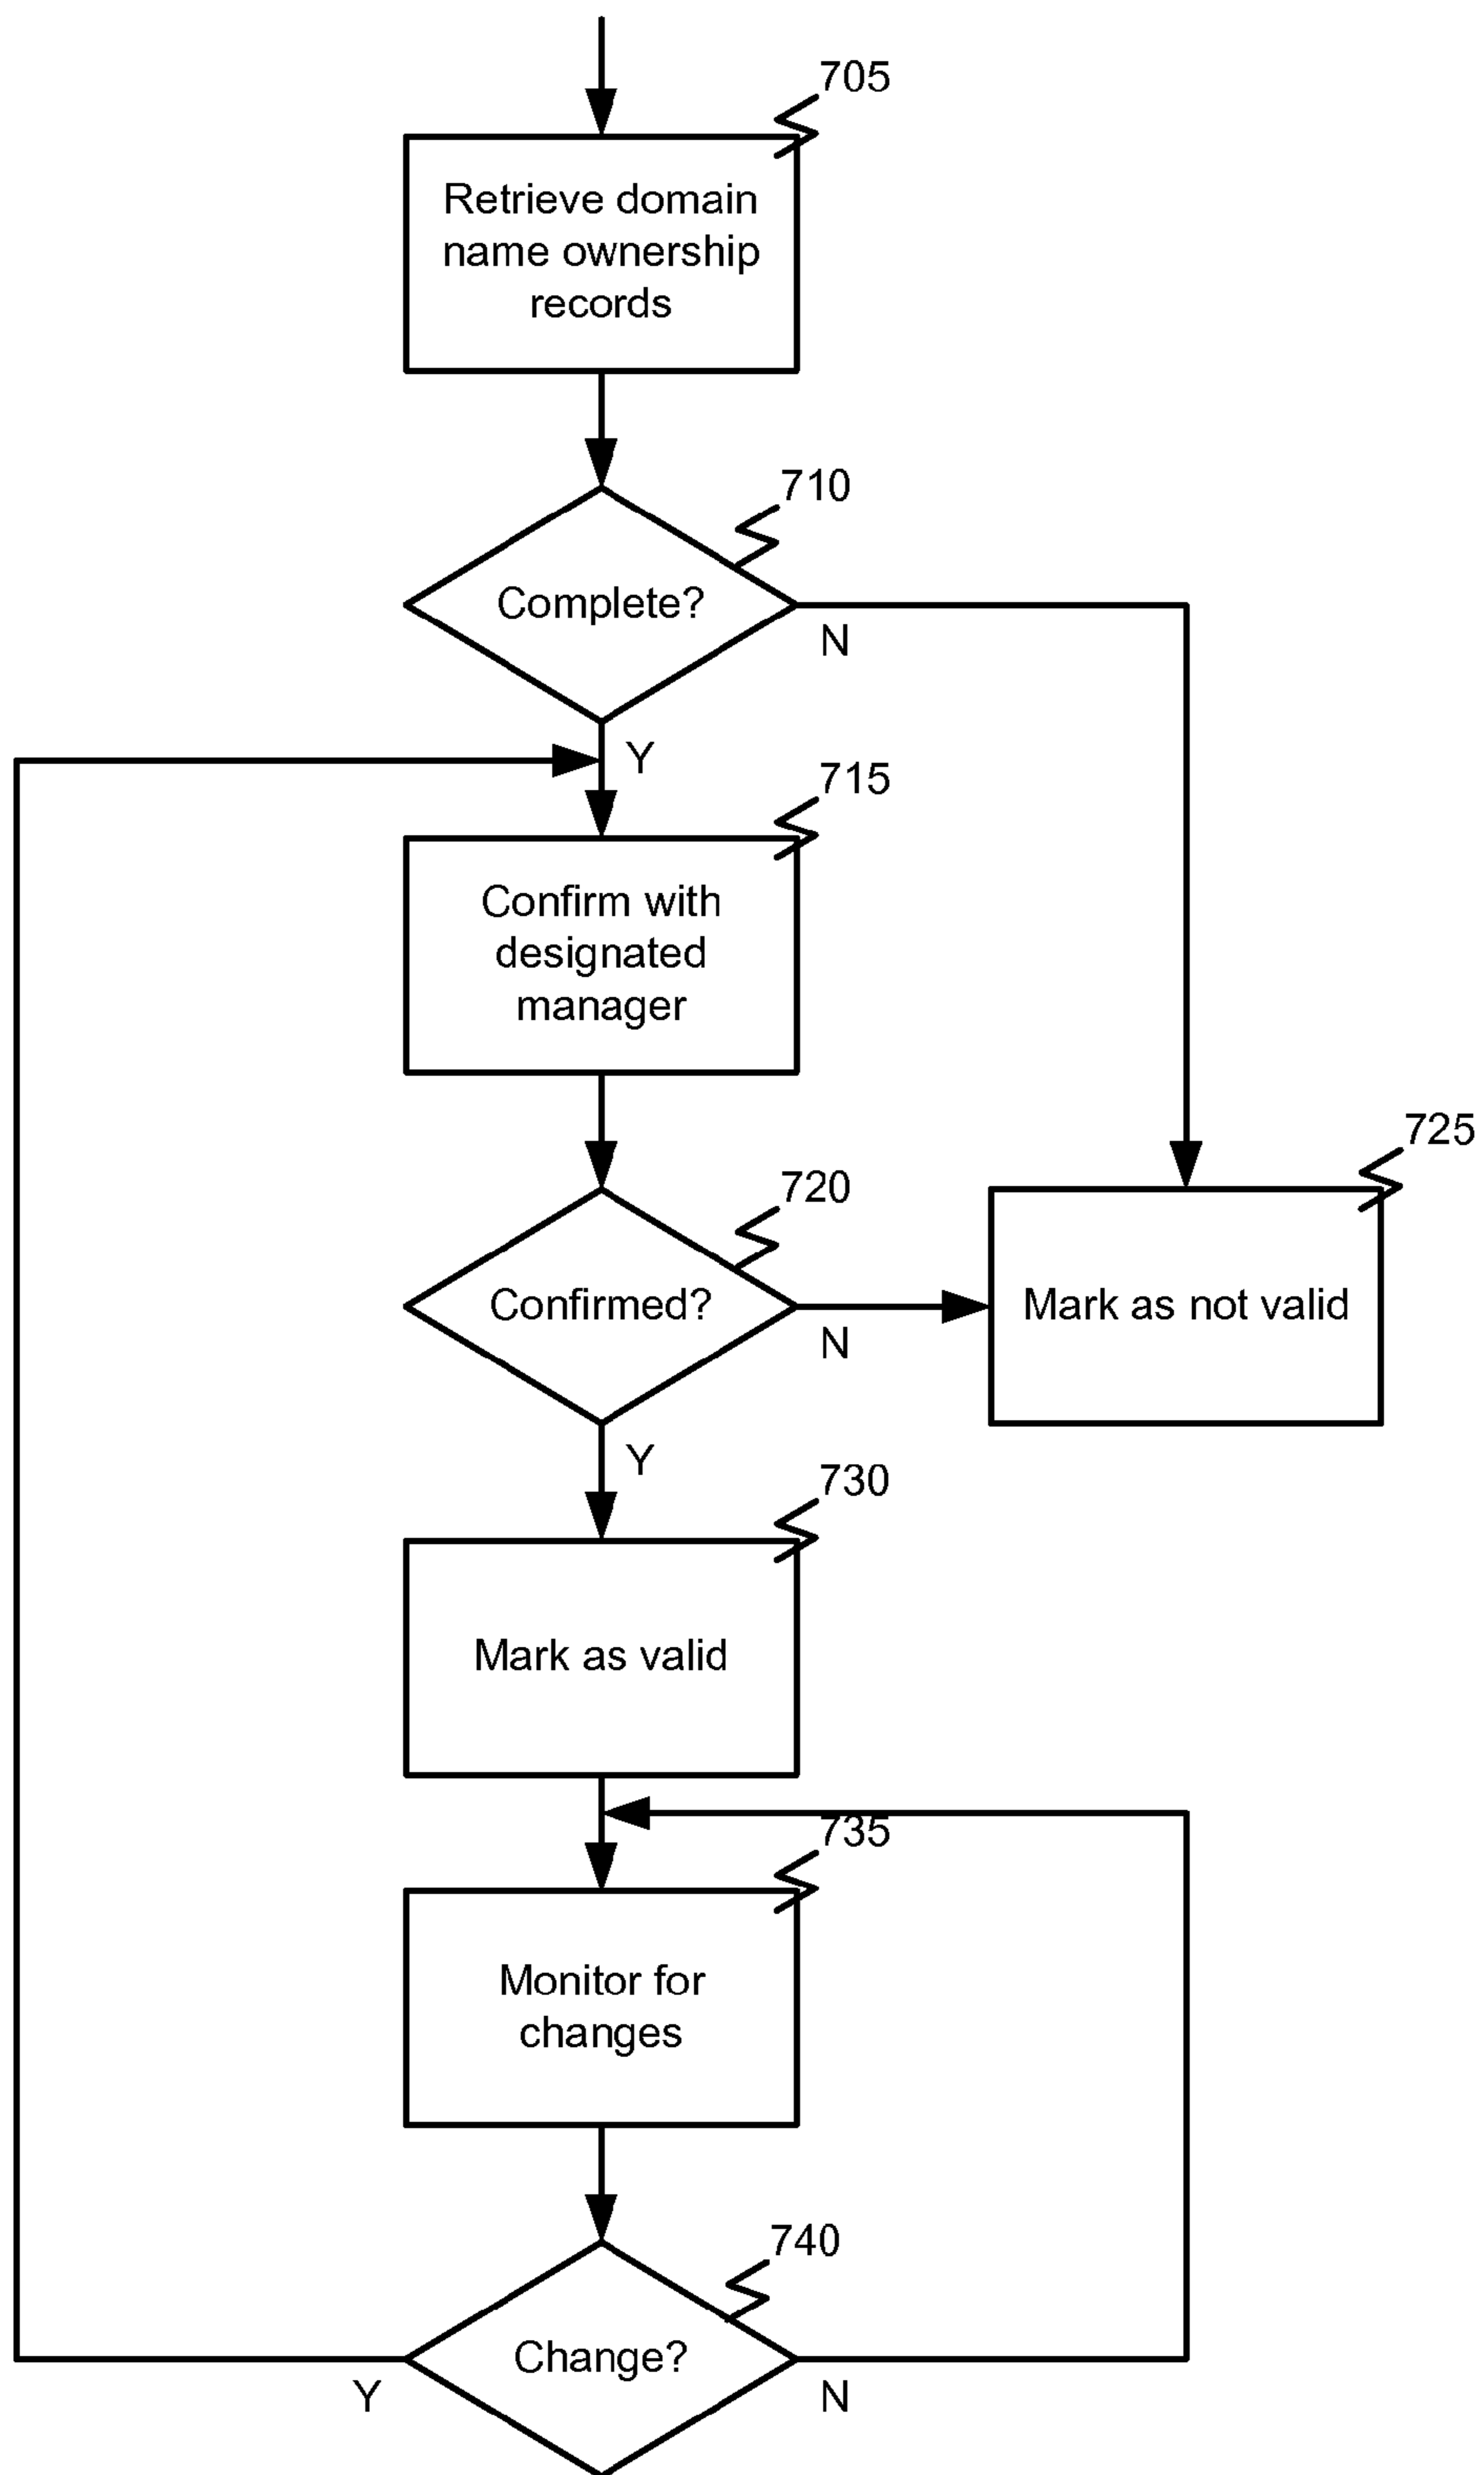 705
Retrieve domain
name ownership
records
710
Complete?
N
Y
715
Confirm with
designated
manager
725
720
Confirmed?
N
Mark as not valid
Y
730
Mark as valid
735
Monitor for
changes
740
Change?
Y
N